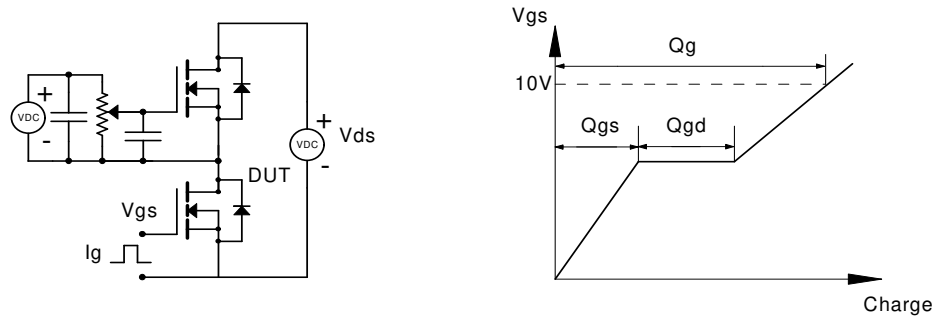 +
VDC
-
+
VDC
-
Vds
DUT
Vgs
Ig
Vgs
Qg
10V
Qgs
Qgd
Charge